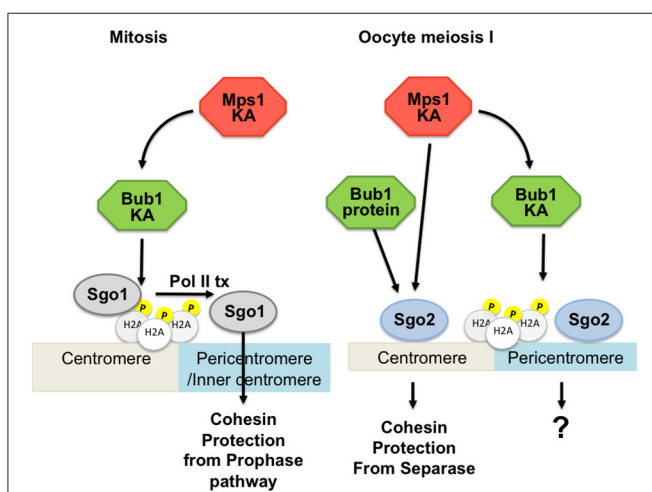 Mitosis
Oocyte meiosis I
Mps1
KA
Mps1
KA
Bub1
KA
Bub1
protein
Bub1
KA
Sgo1
Pol II tx
Sgo1
P
P
P
H2A
H2A
H2A
Sgo2
P
P
P
H2A
H2A
H2A
Sgo2
Centromere
Pericentromere
/Inner centromere
Centromere
Pericentromere
Cohesin
Protection
from Prophase
pathway
Cohesin
Protection
From Separase
?